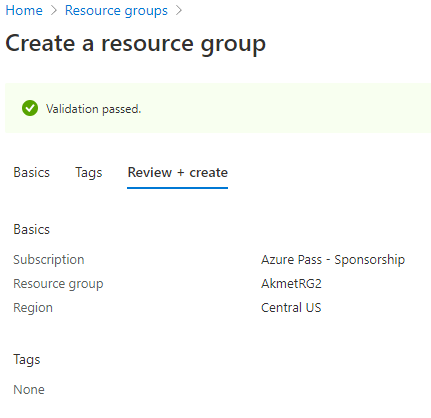 Home > Resource groups >
Create a resource group
Validation passed.
Basics Tags Review + create
Basics
Subscription Azure Pass - Sponsorship
Resource group AkmetRG2
Region Central US
Tags
None